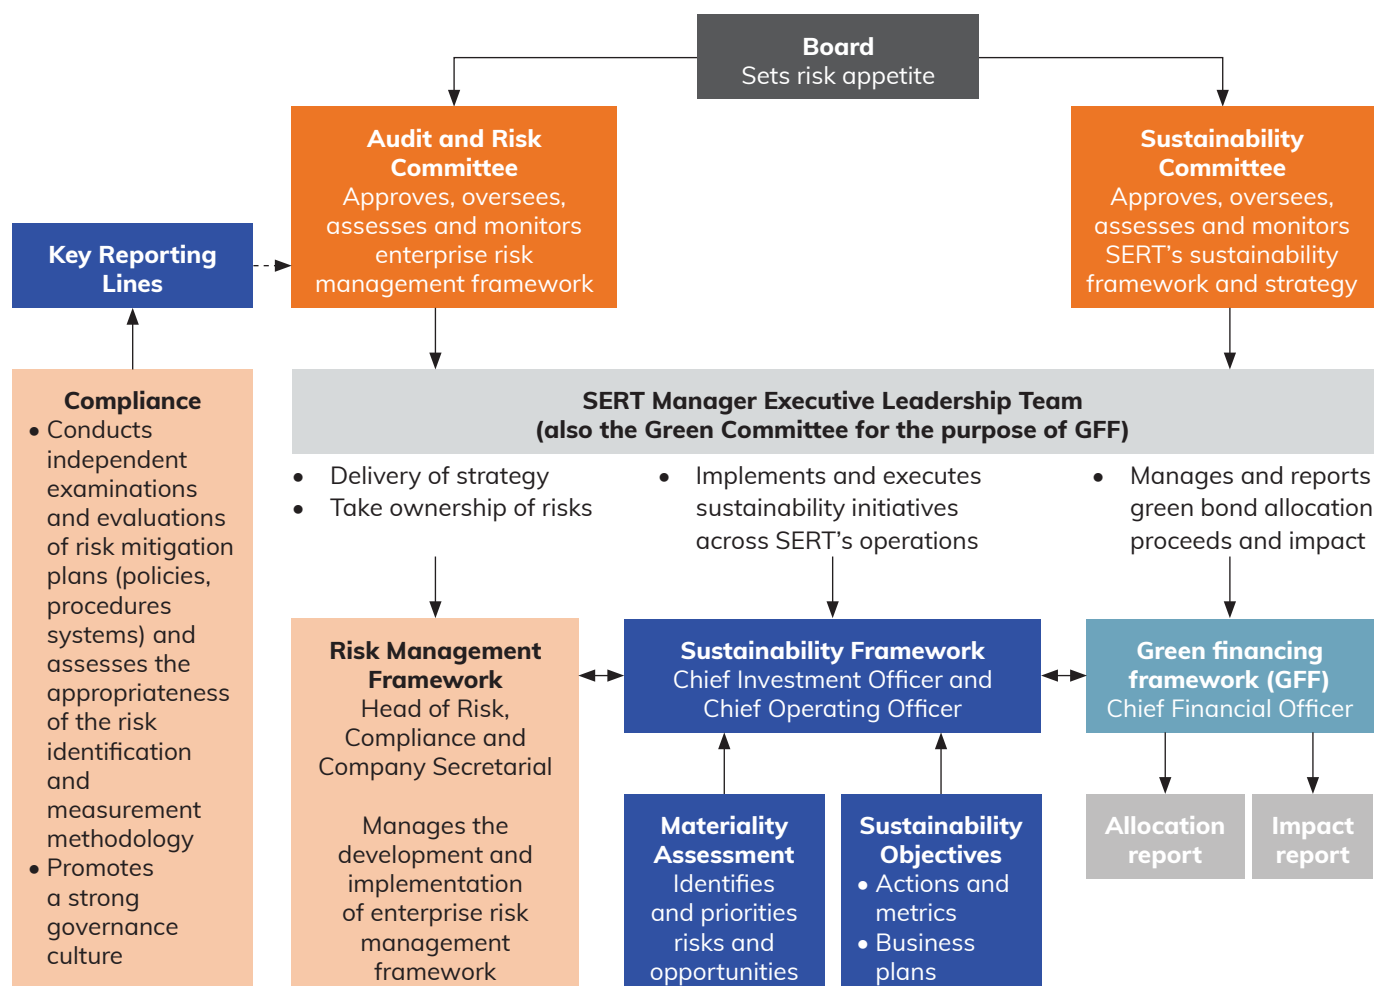 Board
Sets risk appetite
Audit and Risk
Committee
Approves, oversees,
assesses and monitors
enterprise risk
management framework
Sustainability
Committee
Approves, oversees,
assesses and monitors
SERT's sustainability
framework and strategy
Key Reporting
Lines
Compliance
• Conducts
independent
examinations
and evaluations
of risk mitigation
plans (policies,
procedures
systems) and
assesses the
appropriateness
of the risk
identification
and
measurement
methodology
• Promotes
a strong
governance
culture
SERT Manager Executive Leadership Team
(also the Green Committee for the purpose of GFF)
• Delivery of strategy
• Take ownership of risks
• Implements and executes
sustainability initiatives
across SERT's operations
• Manages and reports
green bond allocation
proceeds and impact
Risk Management
Framework
Head of Risk,
Compliance and
Company Secretarial
Manages the
development and
implementation
of enterprise risk
management
framework
Sustainability Framework
Chief Investment Officer and
Chief Operating Officer
Green financing
framework (GFF)
Chief Financial Officer
Materiality
Assessment
Identifies
and priorities
risks and
opportunities
Sustainability
Objectives
• Actions and
metrics
• Business
plans
Allocation
report
Impact
report